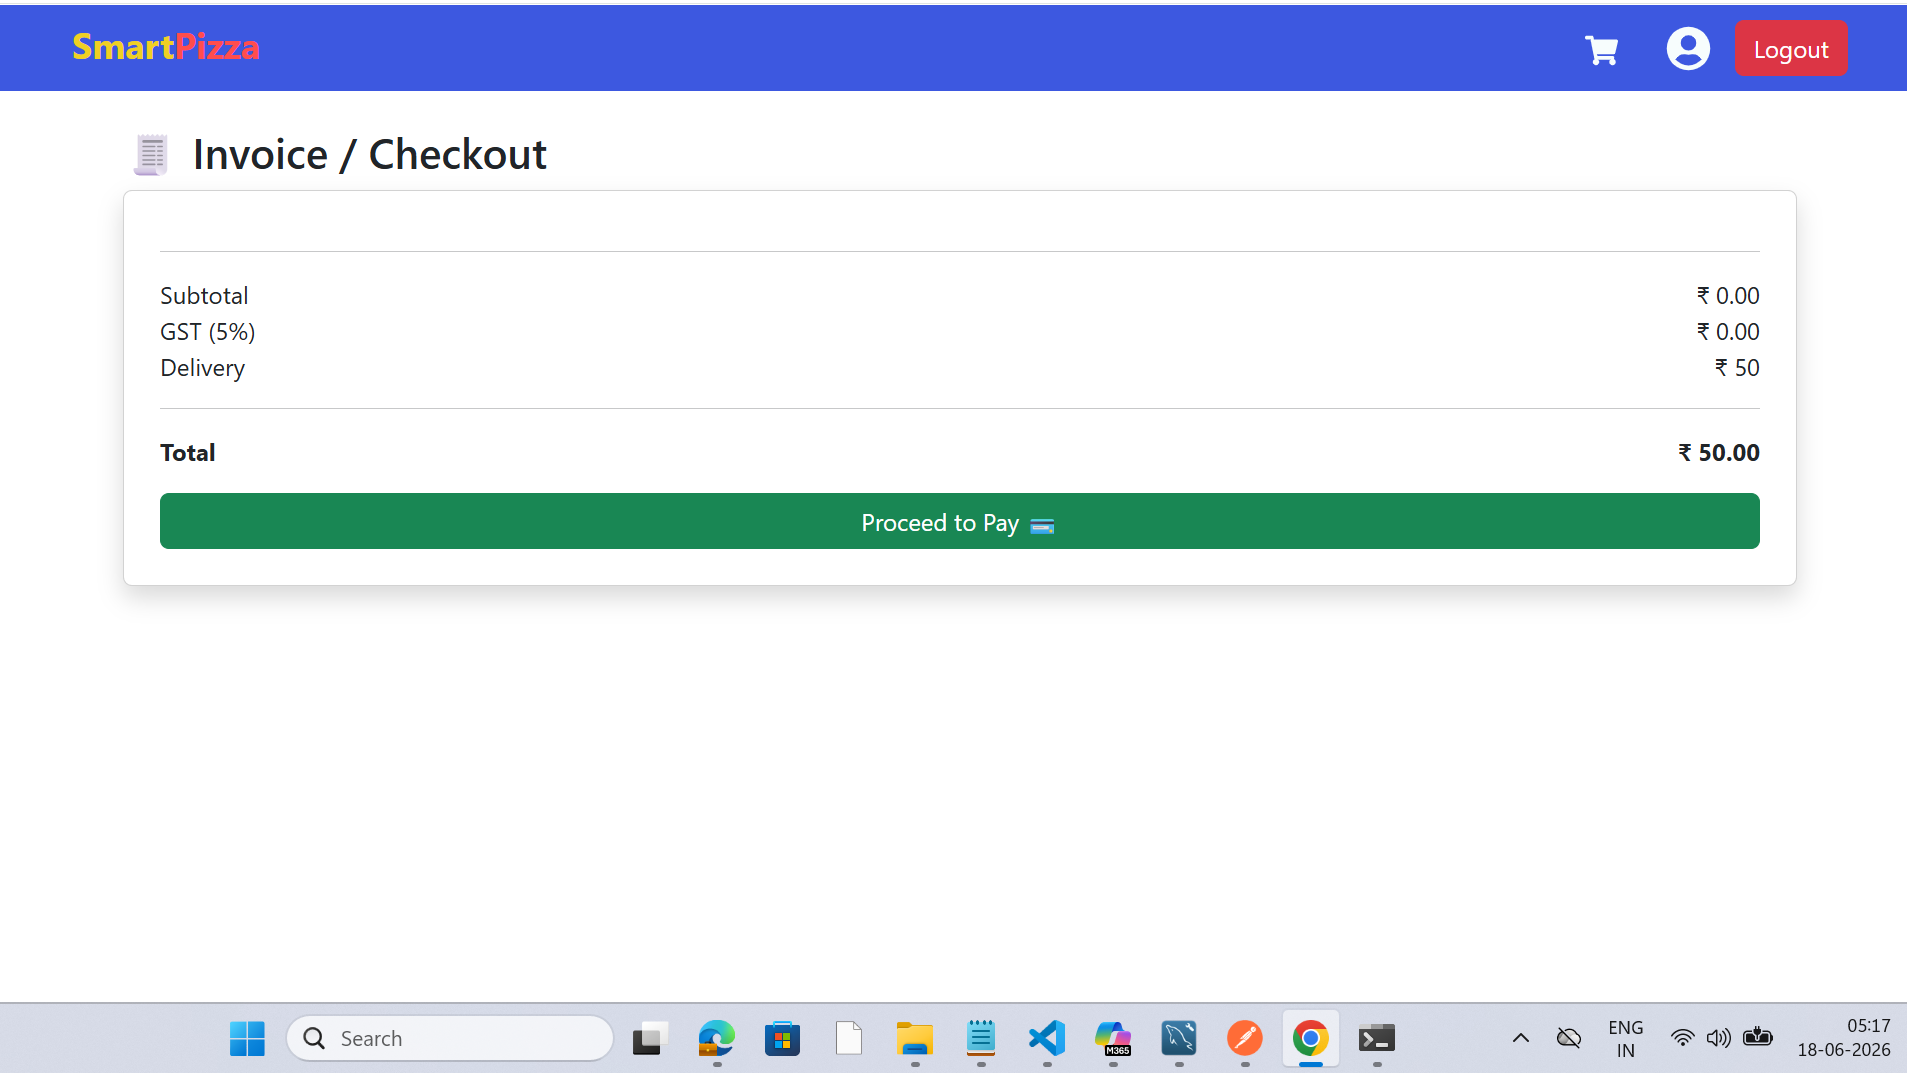 SmartPizza
Logout
Invoice / Checkout
Subtotal ₹ 0.00
GST (5%) ₹ 0.00
Delivery ₹ 50
Total ₹ 50.00
Proceed to Pay
Search
M365
ENG
IN
05:17
18-06-2026